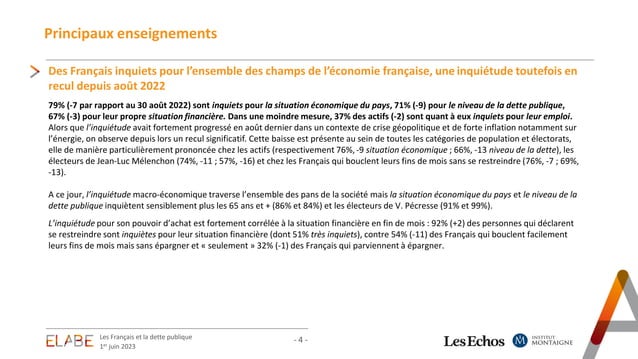 Principaux enseignements
Des Français inquiets pour l’ensemble des champs de l’économie française, une inquiétude toutefois en
recul depuis août 2022
79% (-7 par rapport au 30 août 2022) sont inquiets pour la situation économique du pays, 71% (-9) pour le niveau de la dette publique,
67% (-3) pour leur propre situation financière. Dans une moindre mesure, 37% des actifs (-2) sont quant à eux inquiets pour leur emploi.
Alors que l’inquiétude avait fortement progressé en août dernier dans un contexte de crise géopolitique et de forte inflation notamment sur
l’énergie, on observe depuis lors un recul significatif. Cette baisse est présente au sein de toutes les catégories de population et électorats,
elle de manière particulièrement prononcée chez les actifs (respectivement 76%, -9 situation économique ; 66%, -13 niveau de la dette), les
électeurs de Jean-Luc Mélenchon (74%, -11 ; 57%, -16) et chez les Français qui bouclent leurs fins de mois sans se restreindre (76%, -7 ; 69%,
-13).
A ce jour, l’inquiétude macro-économique traverse l’ensemble des pans de la société mais la situation économique du pays et le niveau de la
dette publique inquiètent sensiblement plus les 65 ans et + (86% et 84%) et les électeurs de V. Pécresse (91% et 99%).
L’inquiétude pour son pouvoir d’achat est fortement corrélée à la situation financière en fin de mois : 92% (+2) des personnes qui déclarent
se restreindre sont inquiètes pour leur situation financière (dont 51% très inquiets), contre 54% (-11) des Français qui bouclent facilement
leurs fins de mois mais sans épargner et « seulement » 32% (-1) des Français qui parviennent à épargner.
ELABE
Les Français et la dette publique
1er juin 2023
- 4 -
Les Echos
M
INSTITUT
MONTAIGNE